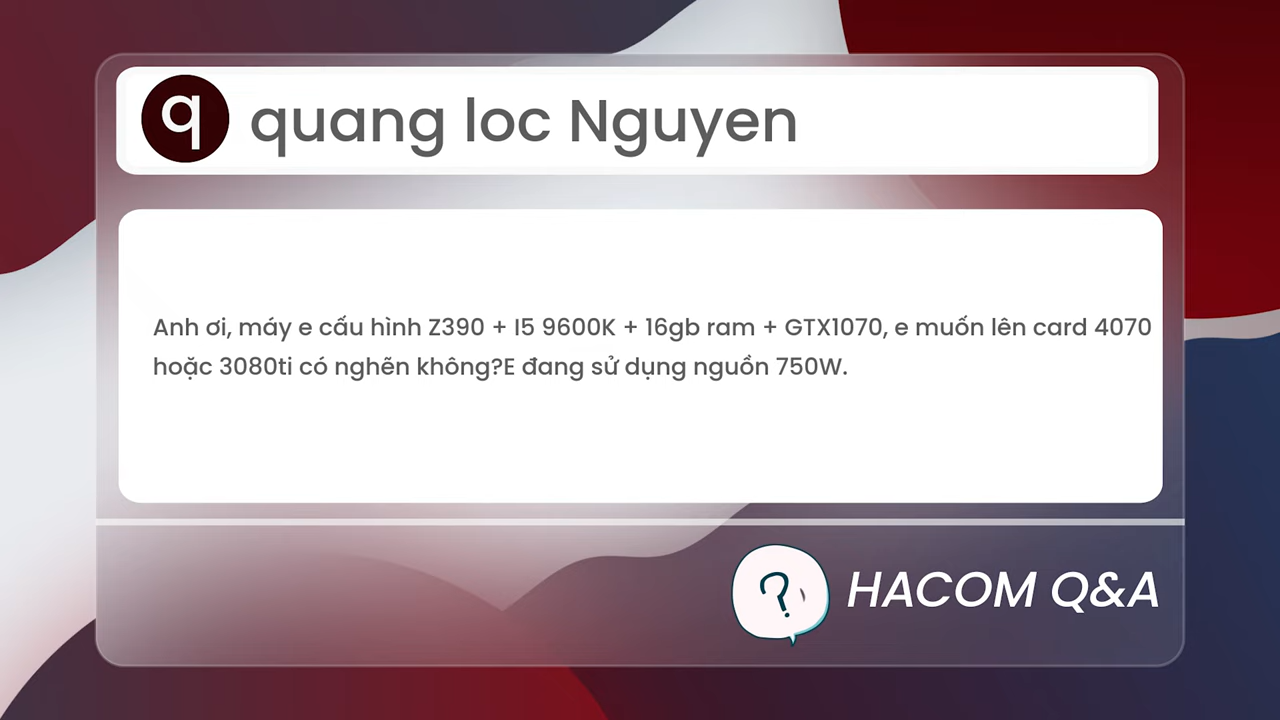 q quang loc Nguyen
Anh ơi, máy e cấu hình Z390 + I5 9600K + 16gb ram + GTX1070, e muốn lên card 4070
hoặc 3080ti có nghẽn không?E đang sử dụng nguồn 750W.
? HACOM Q&A